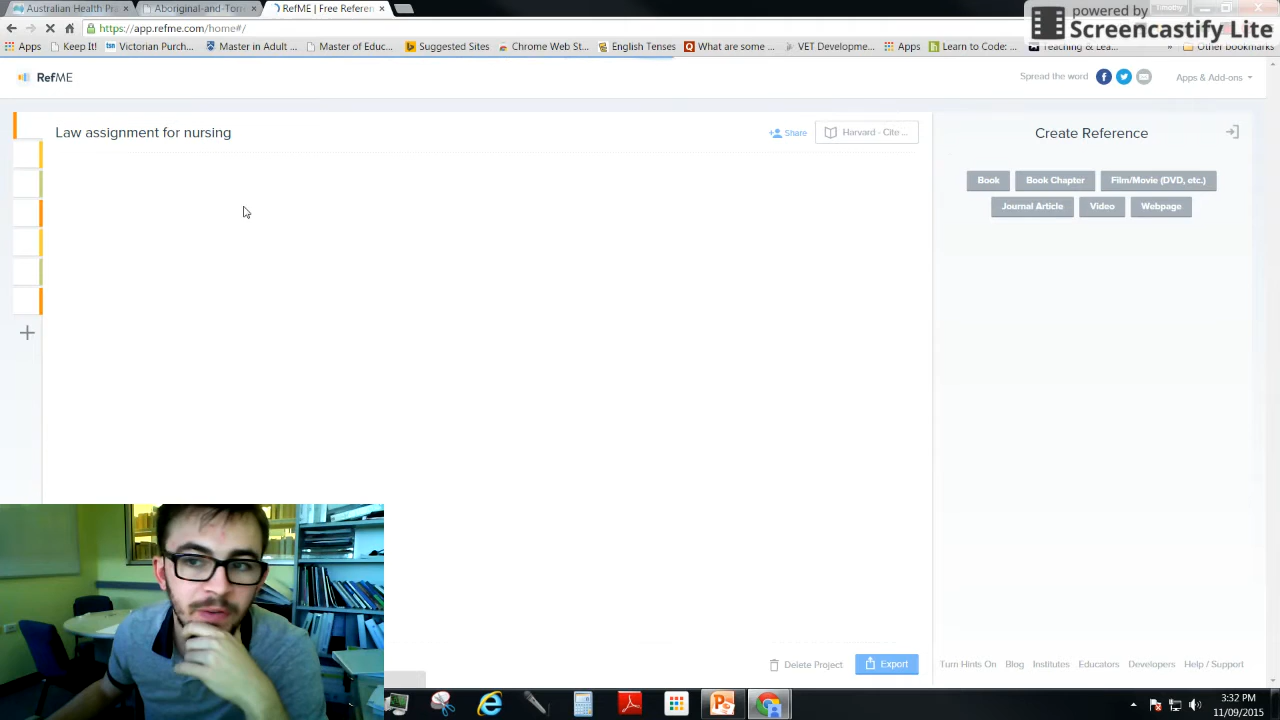 Australian Health Pra
Aboriginal-and-Torr
RefME | Free Referen
Timothy
powered by
Screencastify Lite
https://app.refme.com/home#/
Apps
Keep It!
Victorian Purch...
Master in Adult ...
Master of Educ...
Suggested Sites
Chrome Web St...
English Tenses
What are some ...
VET Developme...
Apps
Learn to Code: ...
Teaching & Lea...
Other bookmarks
RefME
Spread the word
Apps & Add-ons
Law assignment for nursing
Share
Harvard - Cite ...
Create Reference
Book
Book Chapter
Film/Movie (DVD, etc.)
Journal Article
Video
Webpage
Delete Project
Export
Turn Hints On
Blog
Institutes
Educators
Developers
Help / Support
3:32 PM
11/09/2015